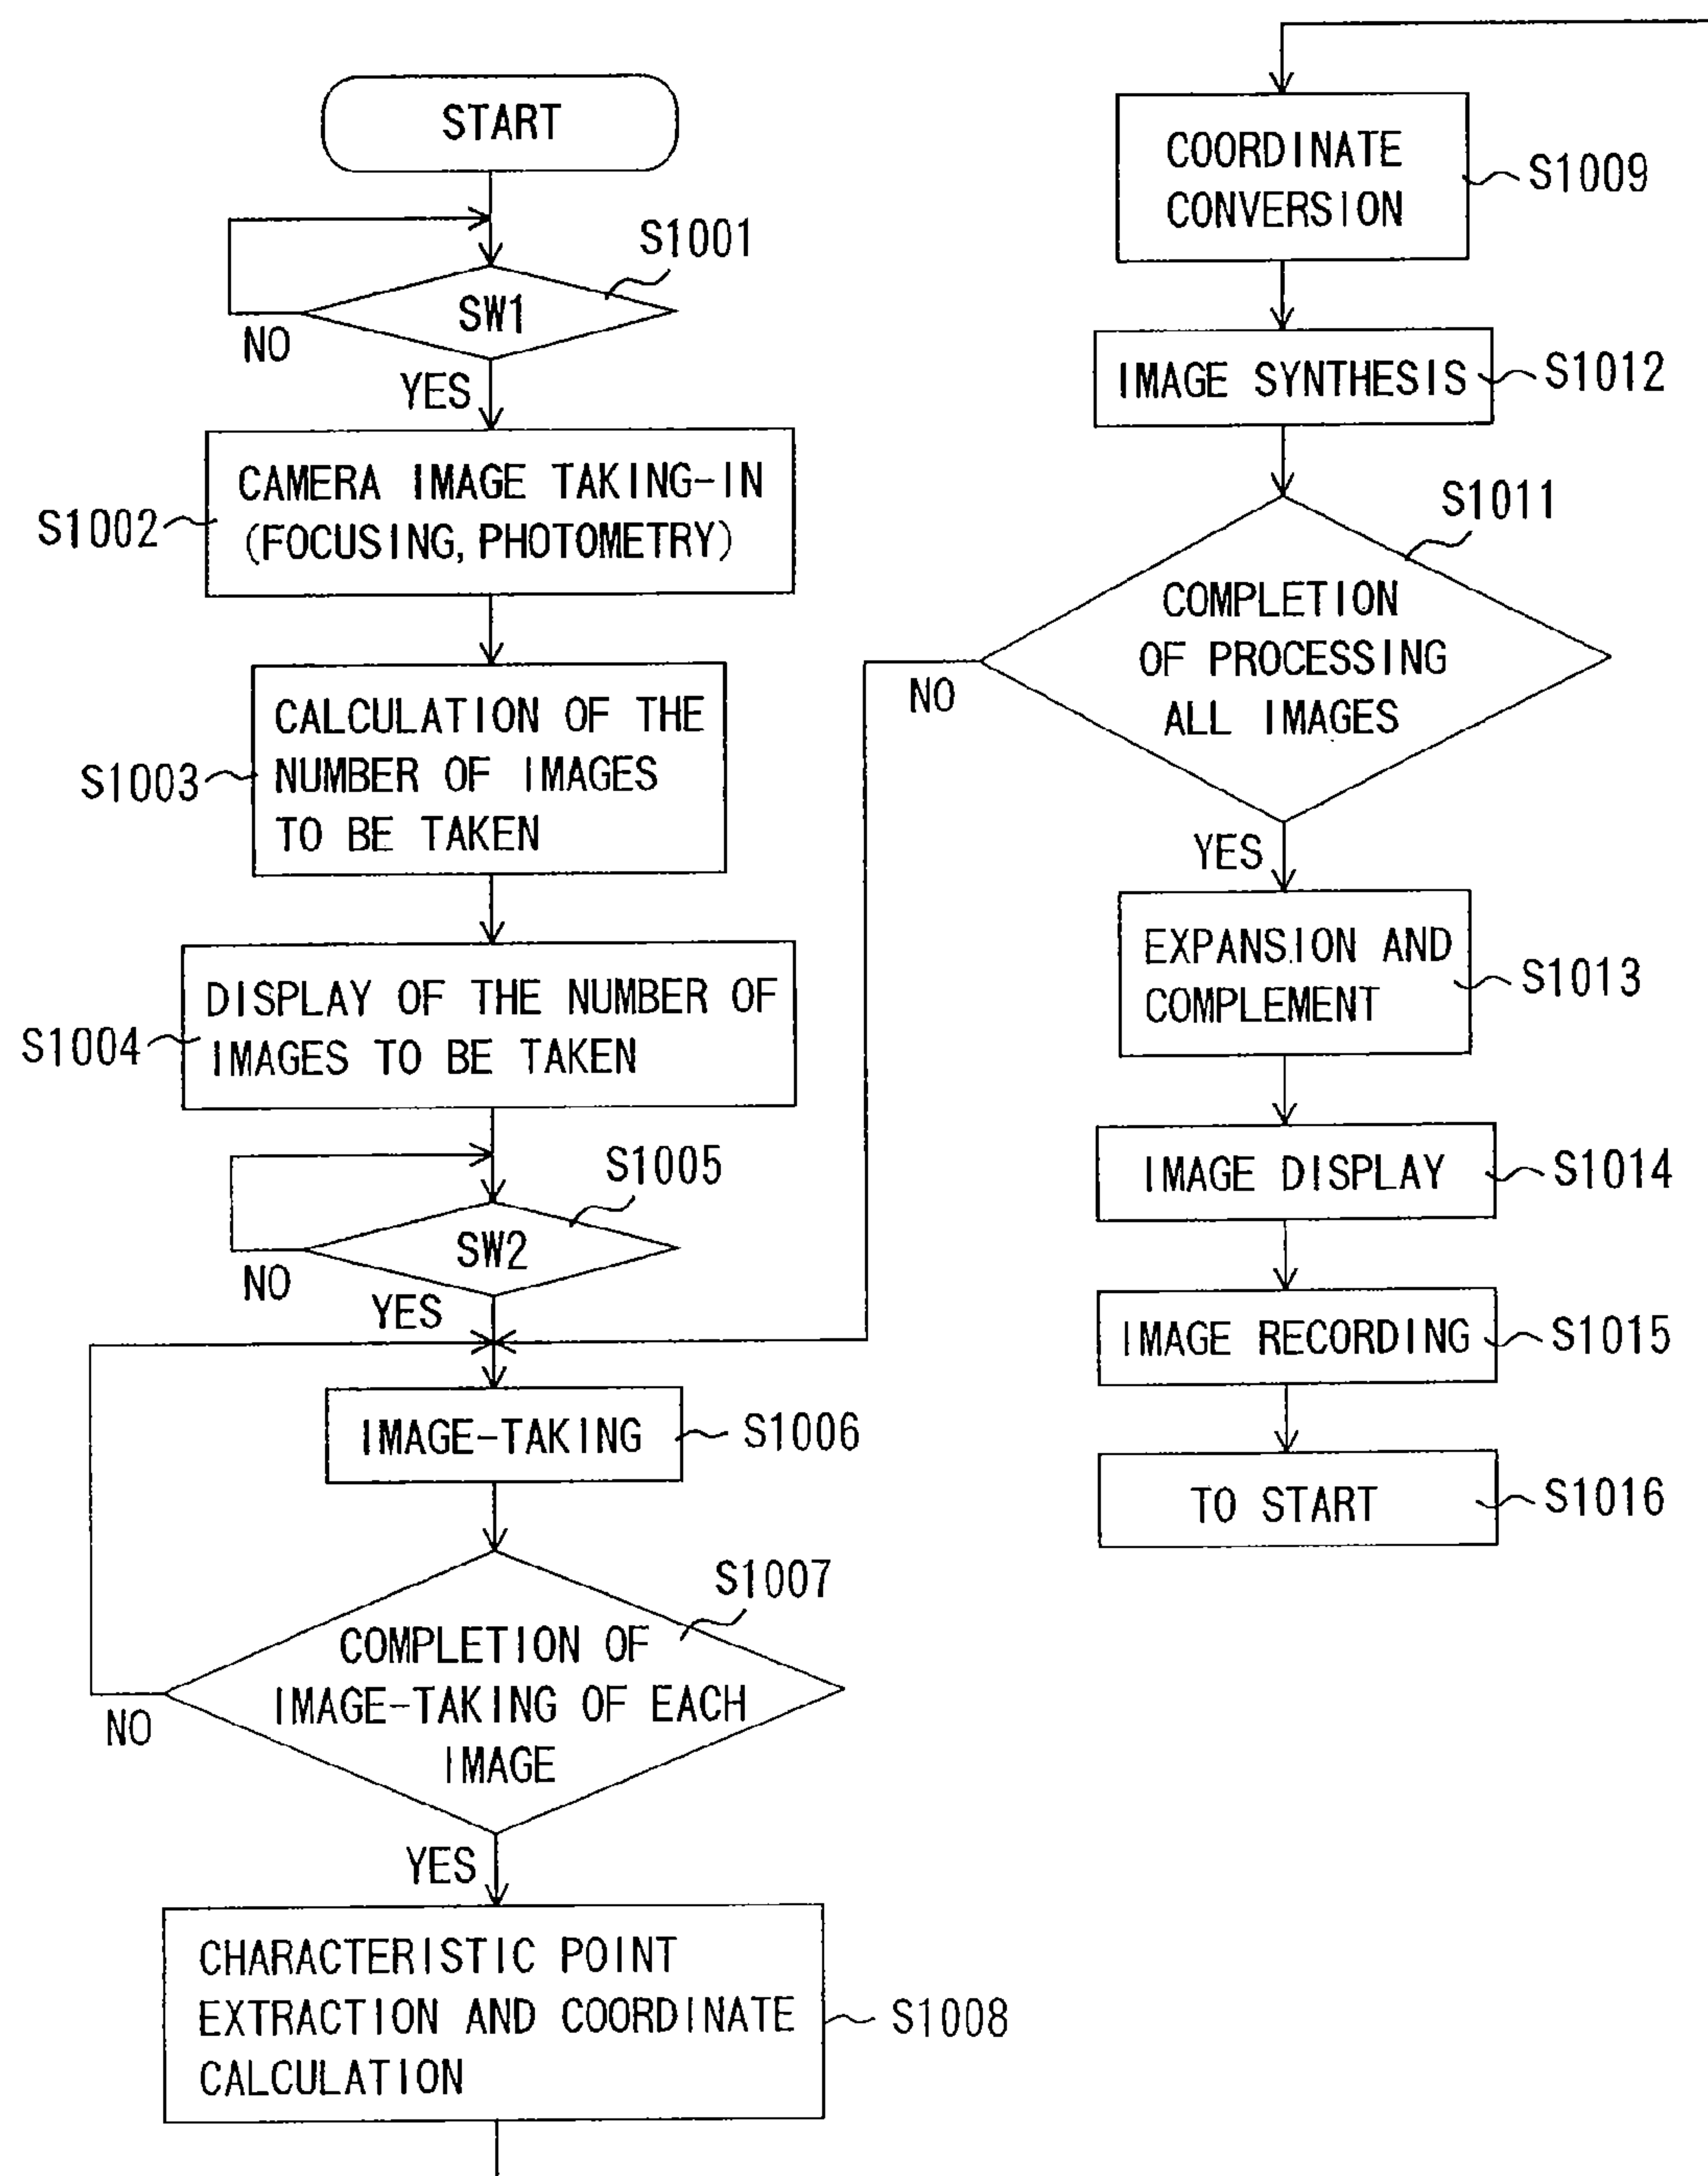 START
S1001
SW1
NO
YES
CAMERA IMAGE TAKING-IN
(FOCUSING, PHOTOMETRY)
S1002
CALCULATION OF THE
NUMBER OF IMAGES
TO BE TAKEN
S1003
DISPLAY OF THE NUMBER OF
IMAGES TO BE TAKEN
S1004
S1005
SW2
NO
YES
IMAGE-TAKING
S1006
S1007
COMPLETION OF
IMAGE-TAKING OF EACH
IMAGE
NO
YES
CHARACTERISTIC POINT
EXTRACTION AND COORDINATE
CALCULATION
S1008
COORDINATE
CONVERSION
S1009
IMAGE SYNTHESIS
S1012
S1011
COMPLETION
OF PROCESSING
ALL IMAGES
NO
YES
EXPANSION AND
COMPLEMENT
S1013
IMAGE DISPLAY
S1014
IMAGE RECORDING
S1015
TO START
S1016